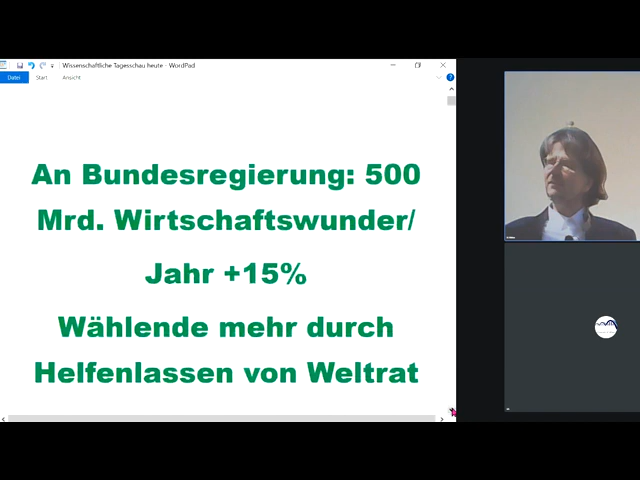 Wissenschaftliche Tagesschau heute - WordPad
Datei Start Ansicht
An Bundesregierung: 500
Mrd. Wirtschaftswunder/
Jahr +15%
Wählende mehr durch
Helfenlassen von Weltrat